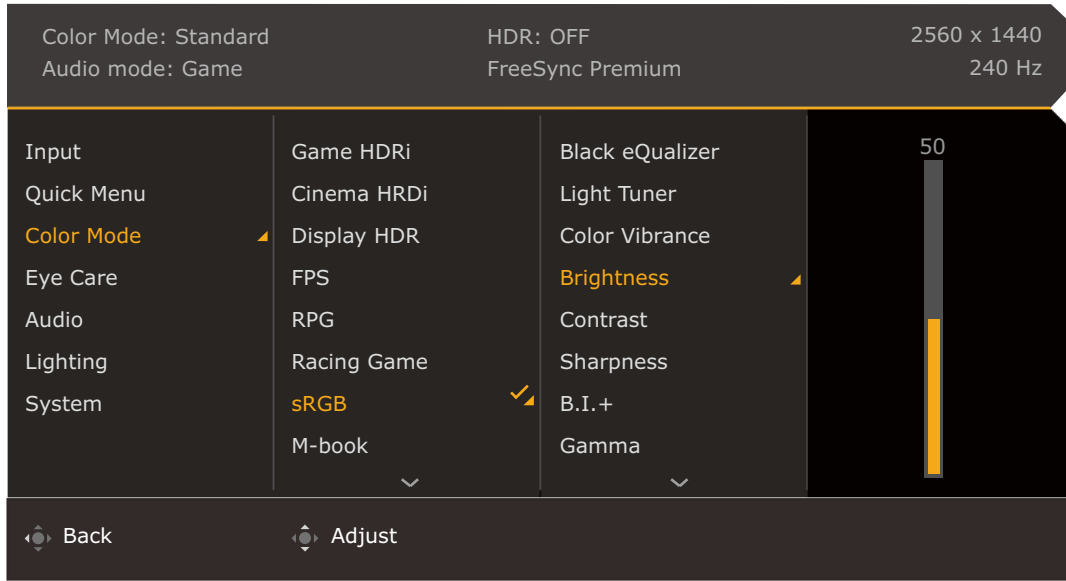 Color Mode: Standard
HDR: OFF
2560 x 1440
Audio mode: Game
FreeSync Premium
240 Hz
Input
Quick Menu
Color Mode
Eye Care
Audio
Lighting
System
Game HDRi
Cinema HRDi
Display HDR
FPS
RPG
Racing Game
sRGB
M-book
Black eQualizer
Light Tuner
Color Vibrance
Brightness
Contrast
Sharpness
B.I.+
Gamma
50
Back
Adjust